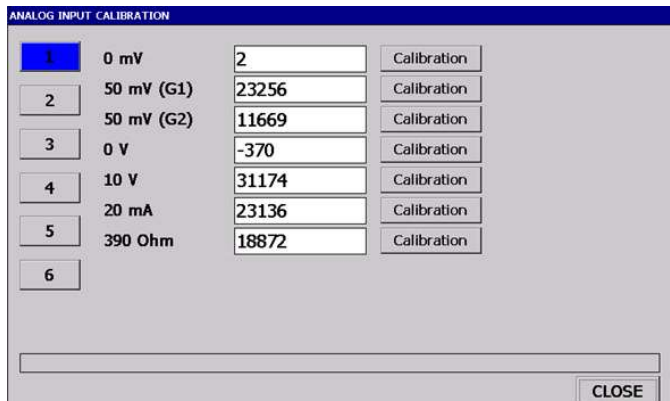 ANALOG INPUT CALIBRATION
1 0 mV 2 Calibration
2 50 mV (G1) 23256 Calibration
50 mV (G2) 11669 Calibration
3 0 V -370 Calibration
4 10 V 31174 Calibration
20 mA 23136 Calibration
5 390 Ohm 18872 Calibration
6
CLOSE